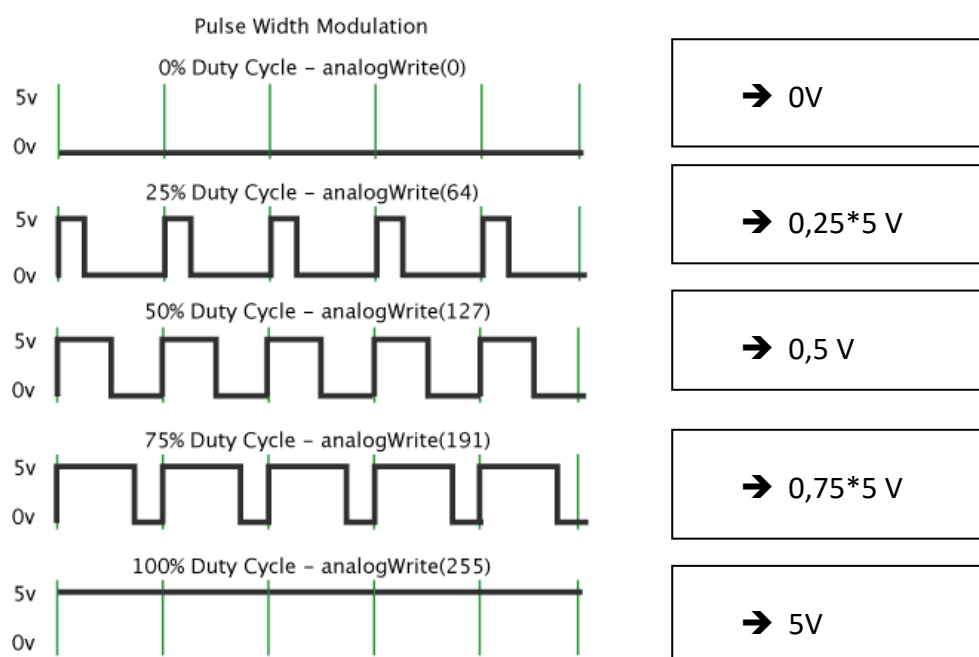 Pulse Width Modulation
0% Duty Cycle – analogWrite(0)
5v
0v
➔ 0V
25% Duty Cycle – analogWrite(64)
5v
0v
➔ 0,25*5 V
50% Duty Cycle – analogWrite(127)
5v
0v
➔ 0,5 V
75% Duty Cycle – analogWrite(191)
5v
0v
➔ 0,75*5 V
100% Duty Cycle – analogWrite(255)
5v
0v
➔ 5V